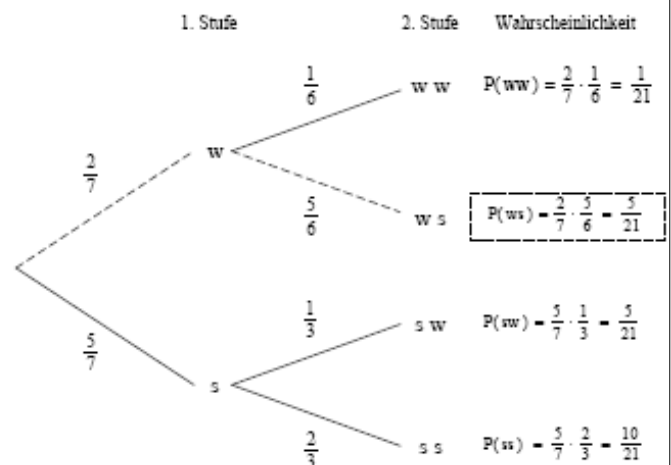 1. Stufe 2. Stufe Wahrscheinlichkeit
1/6 w w P(ww) = 2/7 · 1/6 = 1/21
2/7 w
5/6 w s P(ws) = 2/7 · 5/6 = 5/21
5/7 1/3 s w P(sw) = 5/7 · 1/3 = 5/21
s
2/3 s s P(ss) = 5/7 · 2/3 = 10/21